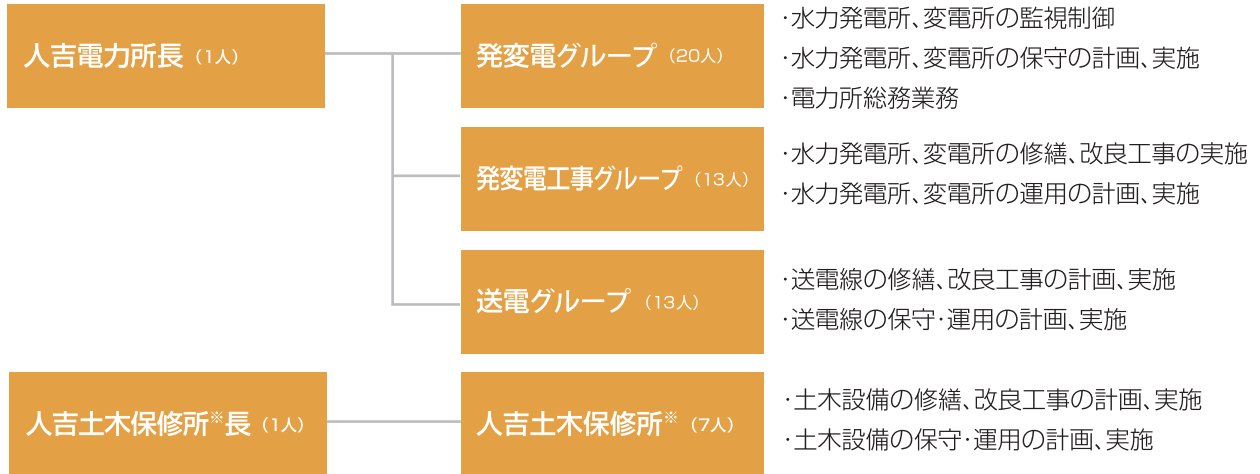 人吉電力所長（1人）
発変電グループ（20人）
・水力発電所、変電所の監視制御
・水力発電所、変電所の保守の計画、実施
・電力所総務業務
発変電工事グループ（13人）
・水力発電所、変電所の修繕、改良工事の実施
・水力発電所、変電所の運用の計画、実施
送電グループ（13人）
・送電線の修繕、改良工事の計画、実施
・送電線の保守・運用の計画、実施
人吉土木保修所※長（1人）
人吉土木保修所※（7人）
・土木設備の修繕、改良工事の計画、実施
・土木設備の保守・運用の計画、実施